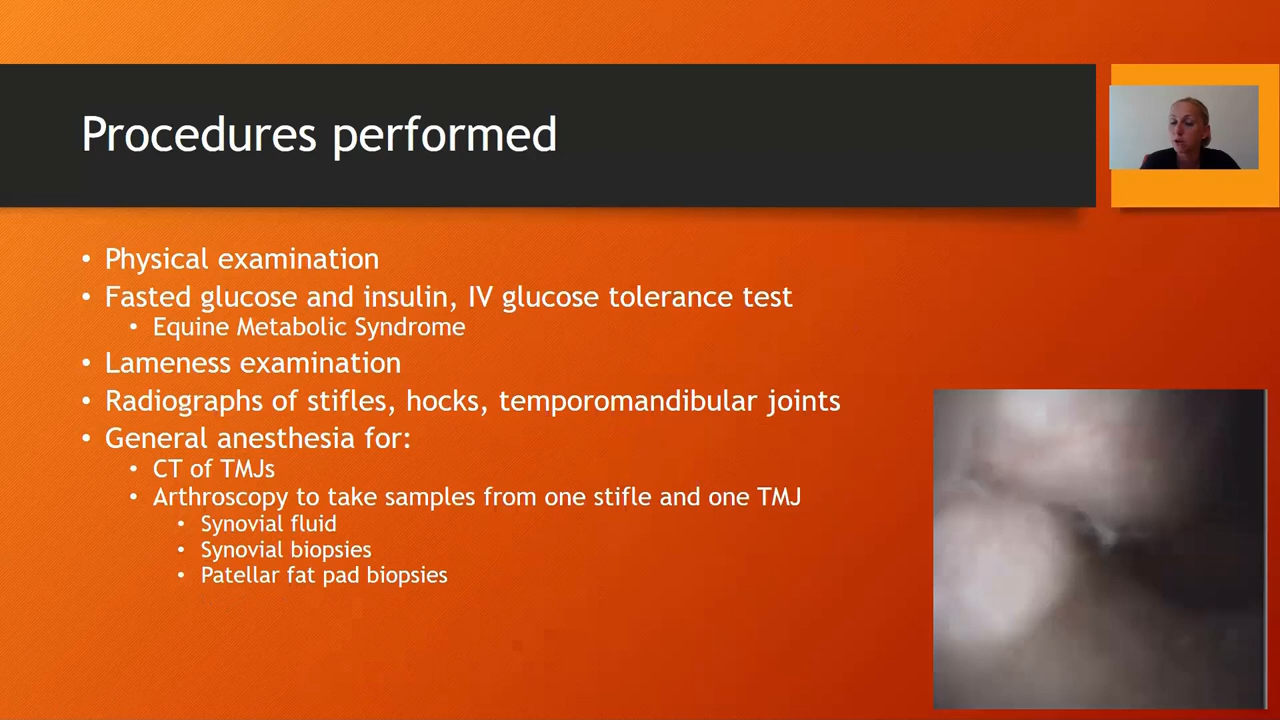 Procedures performed
• Physical examination
• Fasted glucose and insulin, IV glucose tolerance test
• Equine Metabolic Syndrome
• Lameness examination
• Radiographs of stifles, hocks, temporomandibular joints
• General anesthesia for:
• CT of TMJs
• Arthroscopy to take samples from one stifle and one TMJ
• Synovial fluid
• Synovial biopsies
• Patellar fat pad biopsies